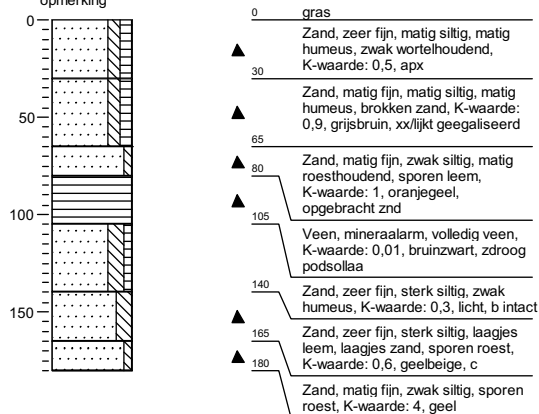 opmerking
0
50
100
150
0 gras
Zand, zeer fijn, matig siltig, matig
humeus, zwak wortelhoudend,
K-waarde: 0,5, apx
30
Zand, matig fijn, matig siltig, matig
humeus, brokken zand, K-waarde:
0,9, grijsbruin, xx/lijkt geegaliseerd
65
Zand, matig fijn, zwak siltig, matig
roesthoudend, sporen leem,
K-waarde: 1, oranjegeel,
opgebracht znd
80
Veen, mineraalarm, volledig veen,
K-waarde: 0,01, bruinzwart, zdroog
podsollaa
105
Zand, zeer fijn, sterk siltig, zwak
humeus, K-waarde: 0,3, licht, b intact
140
Zand, zeer fijn, sterk siltig, laagjes
leem, laagjes zand, sporen roest,
K-waarde: 0,6, geelbeige, c
165
Zand, matig fijn, zwak siltig, sporen
roest, K-waarde: 4, geel
180